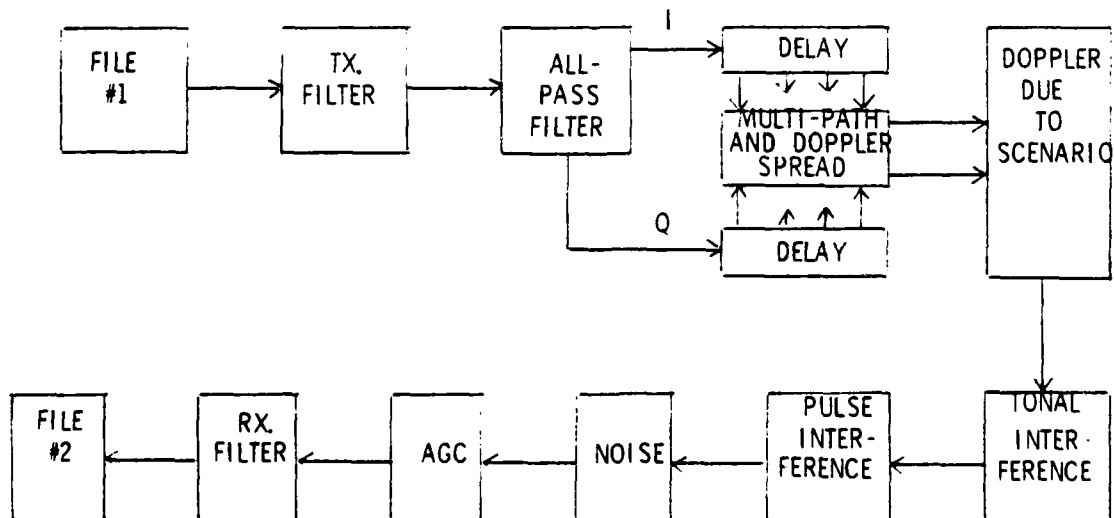 FILE
#1
TX.
FILTER
ALL-
PASS
FILTER
I
Q
DELAY
MULTI-PATH
AND DOPPLER
SPREAD
DELAY
DOPPLER
DUE
TO
SCENARIO
TONAL
INTER-
FERENCE
PULSE
INTER-
FERENCE
NOISE
AGC
RX.
FILTER
FILE
#2